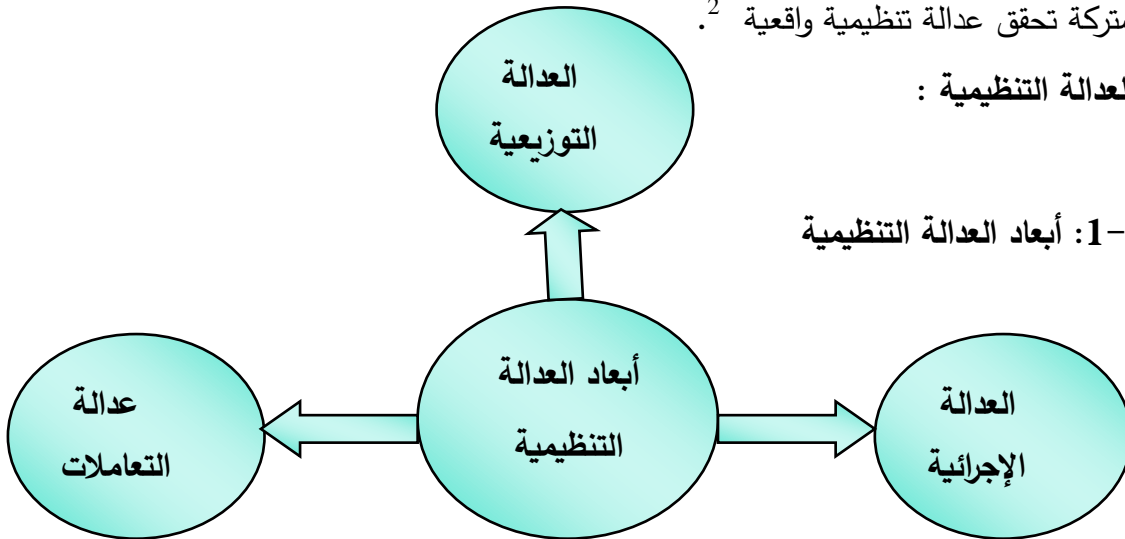 تحقق عدالة تنظيمية واقعية 2.
العدالة
التوزيعية
العدالة التنظيمية :
-1: أبعاد العدالة التنظيمية
أبعاد العدالة
التنظيمية
العدالة
الإجرائية
عدالة
التعاملات